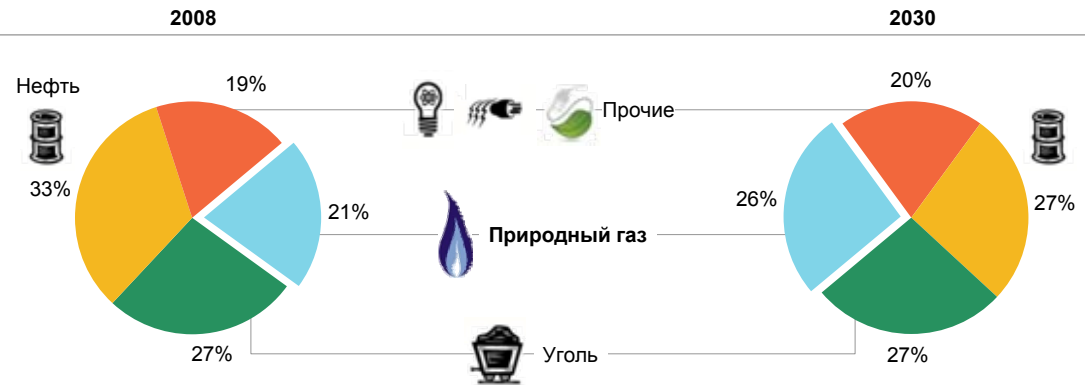 2008
2030
Нефть
19%
Прочие
20%
33%
21%
Природный газ
26%
27%
27%
Уголь
27%